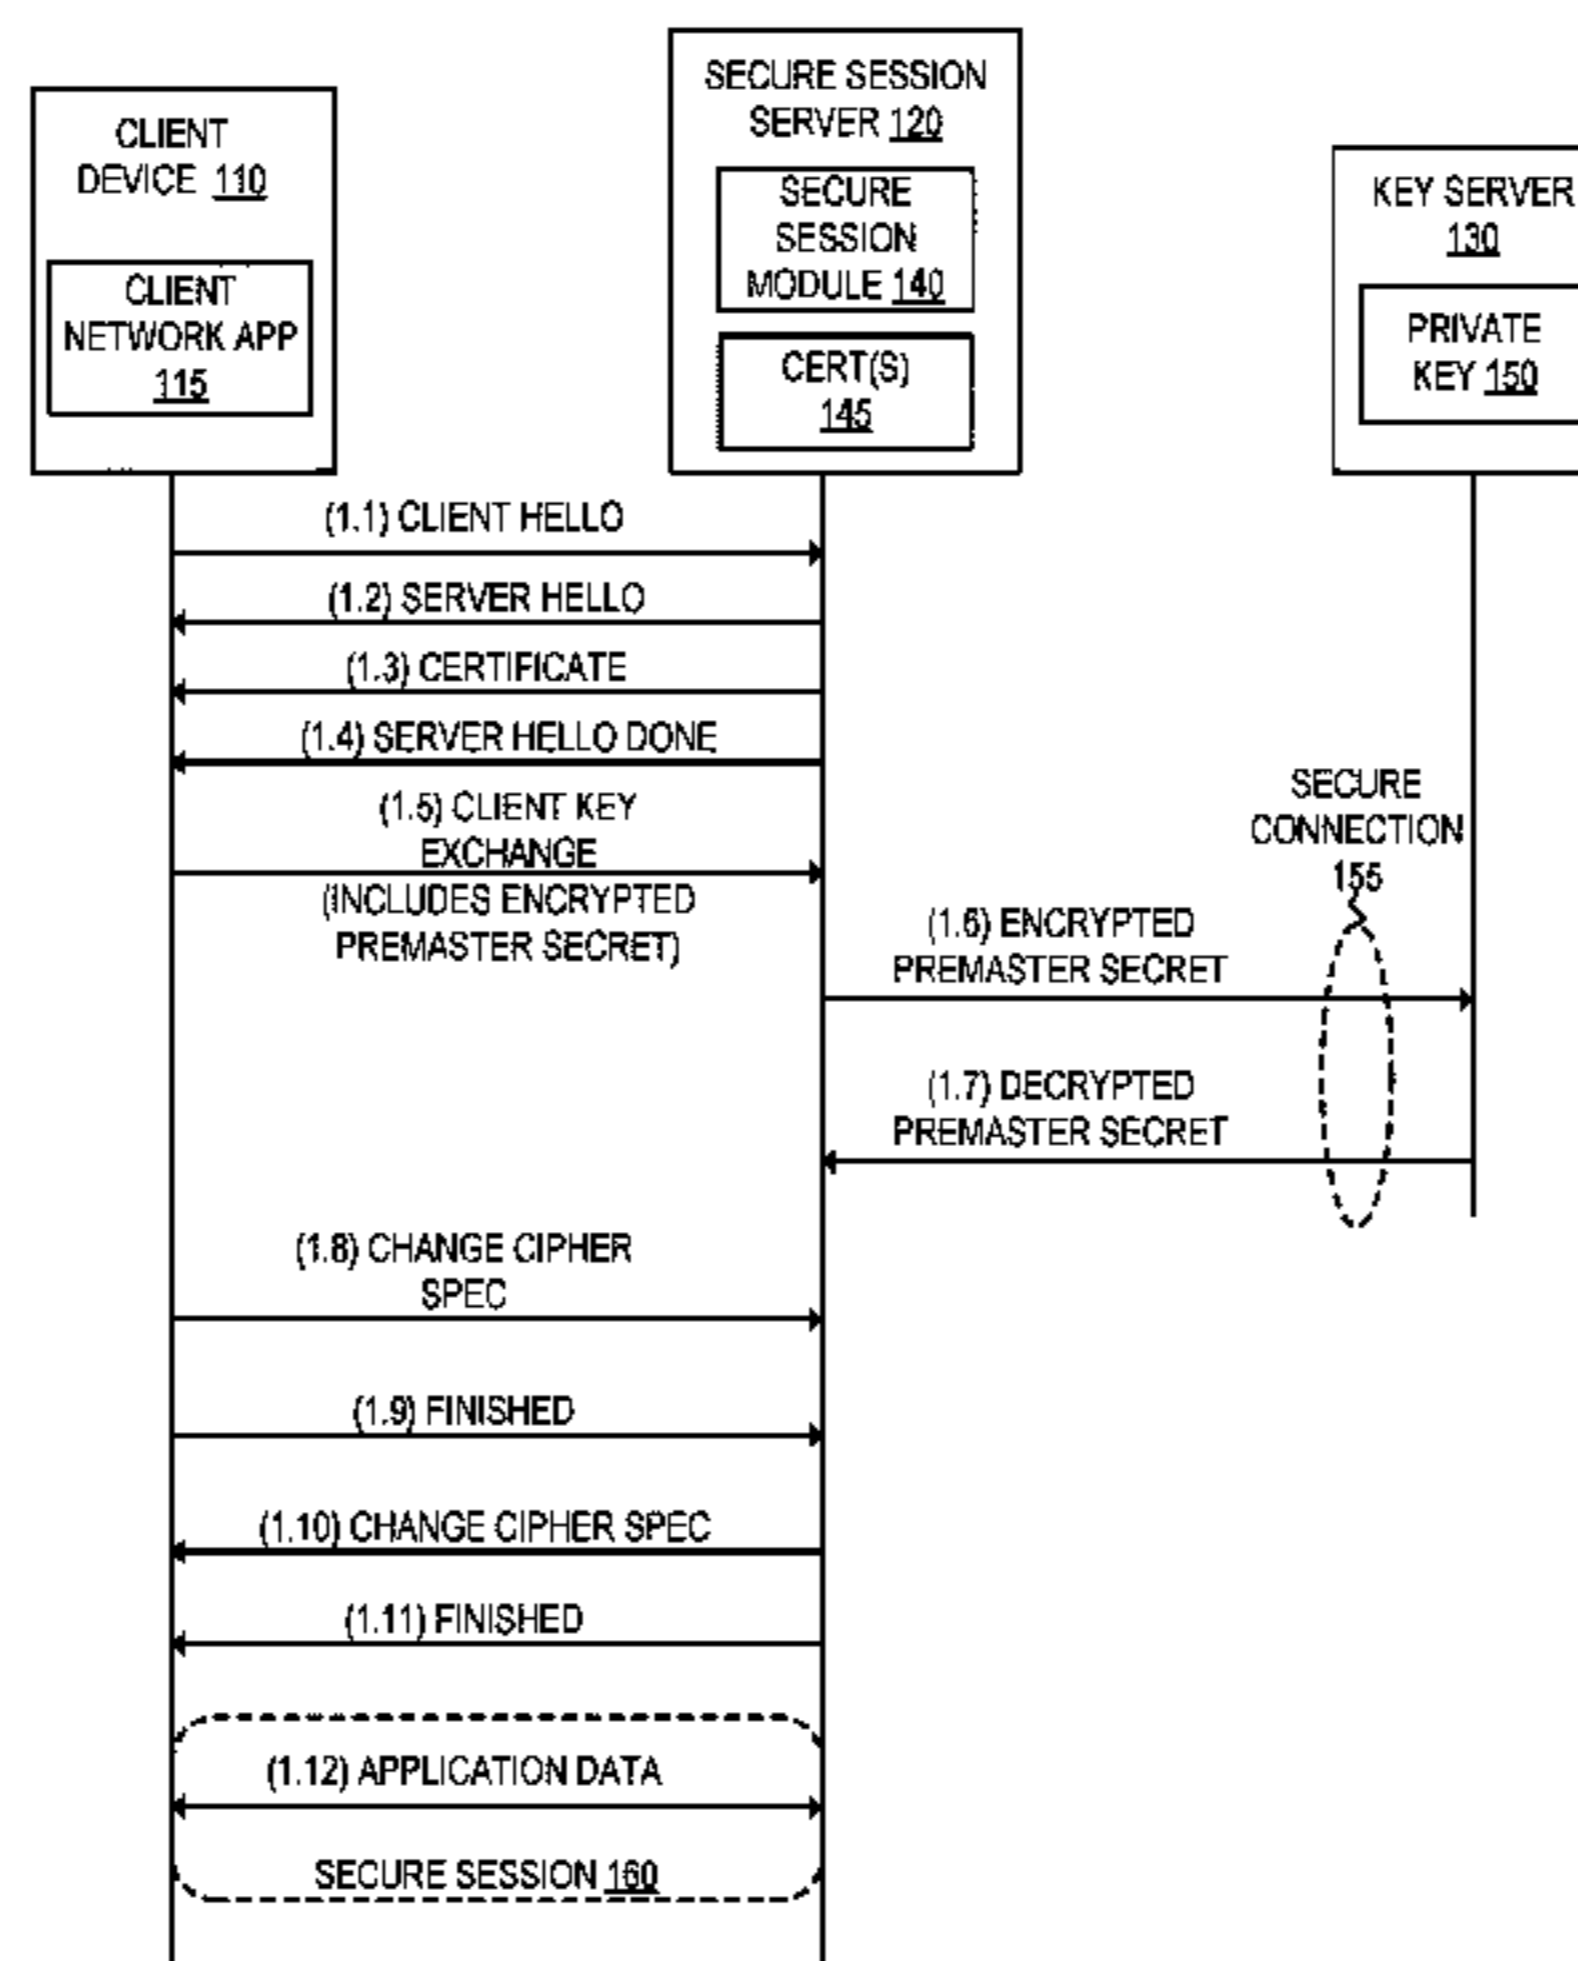 CLIENT
DEVICE 110
CLIENT
NETWORK APP
115
SECURE SESSION
SERVER 120
SECURE
SESSION
MODULE 140
CERT(S)
145
KEY SERVER
130
PRIVATE
KEY 150
(1.1) CLIENT HELLO
(1.2) SERVER HELLO
(1.3) CERTIFICATE
(1.4) SERVER HELLO DONE
(1.5) CLIENT KEY
EXCHANGE
(INCLUDES ENCRYPTED
PREMASTER SECRET)
SECURE
CONNECTION
155
(1.6) ENCRYPTED
PREMASTER SECRET
(1.7) DECRYPTED
PREMASTER SECRET
(1.8) CHANGE CIPHER
SPEC
(1.9) FINISHED
(1.10) CHANGE CIPHER SPEC
(1.11) FINISHED
(1.12) APPLICATION DATA
SECURE SESSION 160